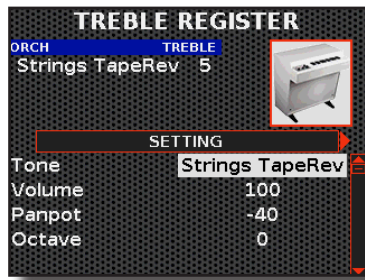 TREBLE REGISTER
ORCH TREBLE
Strings TapeRev 5
SETTING
Tone Strings TapeRev
Volume 100
Panpot -40
Octave 0